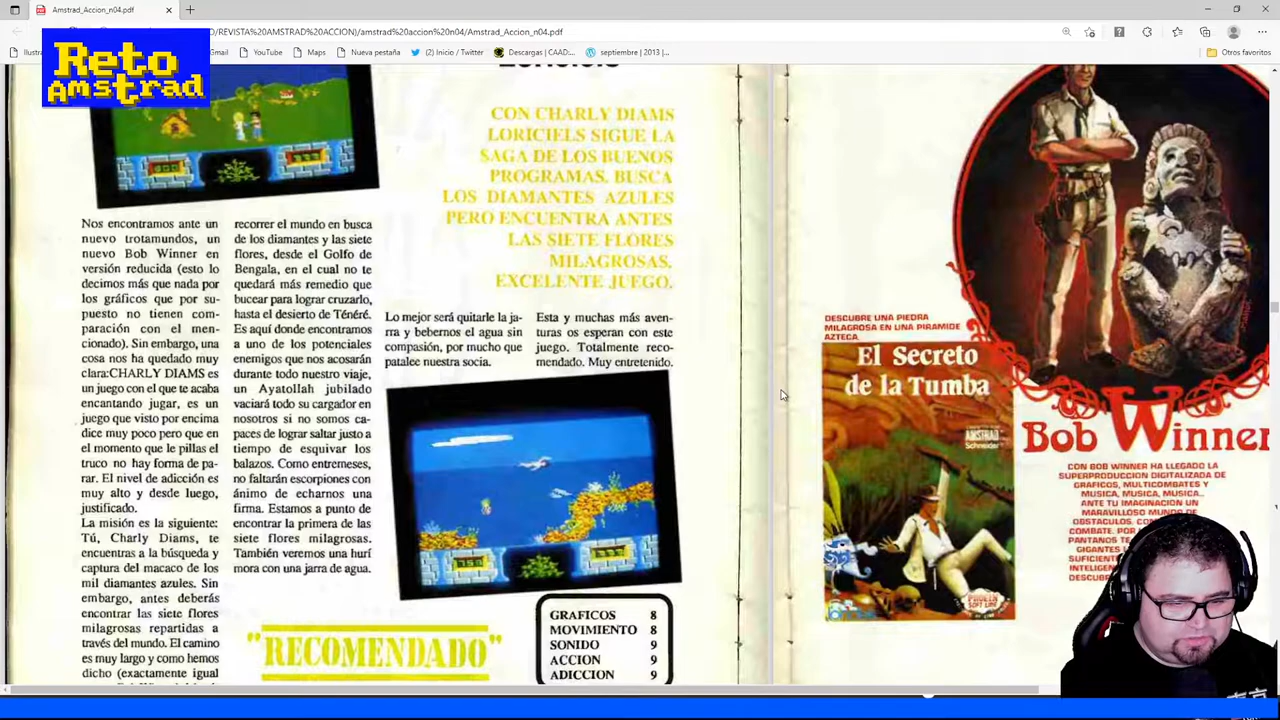 Amstrad_Accion_n04.pdf
/REVISTA%20AMSTRAD%20ACCION)/amstrad%20accion%20n04/Amstrad_Accion_n04.pdf
Gmail
YouTube
Maps
Nueva pestaña
(2) Inicio / Twitter
Descargas | CAAD:...
septiembre | 2013 |...
Otros favoritos
Reto
Amstrad
CON CHARLY DIAMS
LORICIELS SIGUE LA
SAGA DE LOS BUENOS
PROGRAMAS. BUSCA
LOS DIAMANTES AZULES
PERO ENCUENTRA ANTES
LAS SIETE FLORES
MILAGROSAS.
EXCELENTE JUEGO.
Nos encontramos ante un
nuevo trotamundos, un
nuevo Bob Winner en
versión reducida (esto lo
decimos más que nada por
los gráficos que por su-
puesto no tienen com-
paración con el men-
cionado). Sin embargo, una
cosa nos ha quedado muy
clara:CHARLY DIAMS es
un juego con el que te acaba
encantando jugar, es un
juego que visto por encima
dice muy poco pero que en
el momento que le pillas el
truco no hay forma de pa-
rar. El nivel de adicción es
muy alto y desde luego,
justificado.
La misión es la siguiente:
Tú, Charly Diams, te
encuentras a la búsqueda y
captura del macaco de los
mil diamantes azules. Sin
embargo, antes deberás
encontrar las siete flores
milagrosas repartidas a
través del mundo. El camino
es muy largo y como hemos
dicho (exactamente igual
recorrer el mundo en busca
de los diamantes y las siete
flores, desde el Golfo de
Bengala, en el cual no te
quedará más remedio que
bucear para lograr cruzarlo,
hasta el desierto de Ténéré.
Es aquí donde encontramos
a uno de los potenciales
enemigos que nos acosarán
durante todo nuestro viaje,
un Ayatollah jubilado
vaciará todo su cargador en
nosotros si no somos ca-
paces de lograr saltar justo a
tiempo de esquivar los
balazos. Como entremeses,
no faltarán escorpiones con
ánimo de echarnos una
firma. Estamos a punto de
encontrar la primera de las
siete flores milagrosas.
También veremos una hurí
mora con una jarra de agua.
Lo mejor será quitarle la ja-
rra y bebernos el agua sin
compasión, por mucho que
patalee nuestra socia.
Esta y muchas más aven-
turas os esperan con este
juego. Totalmente reco-
mendado. Muy entretenido.
"RECOMENDADO"
GRAFICOS 8
MOVIMIENTO 8
SONIDO 9
ACCION 9
ADICCION 9
DESCUBRE UNA PIEDRA
MILAGROSA EN UNA PIRAMIDE
AZTECA
El Secreto
de la Tumba
AMSTRAD
Schneider
Bob Winner
CON BOB WINNER HA LLEGADO LA
SUPERPRODUCCION DIGITALIZADA DE
GRAFICOS, MULTICOMBATES Y
MUSICA, MUSICA, MUSICA...
ANTE TU IMAGINACION UN
MARAVILLOSO MUNDO DE